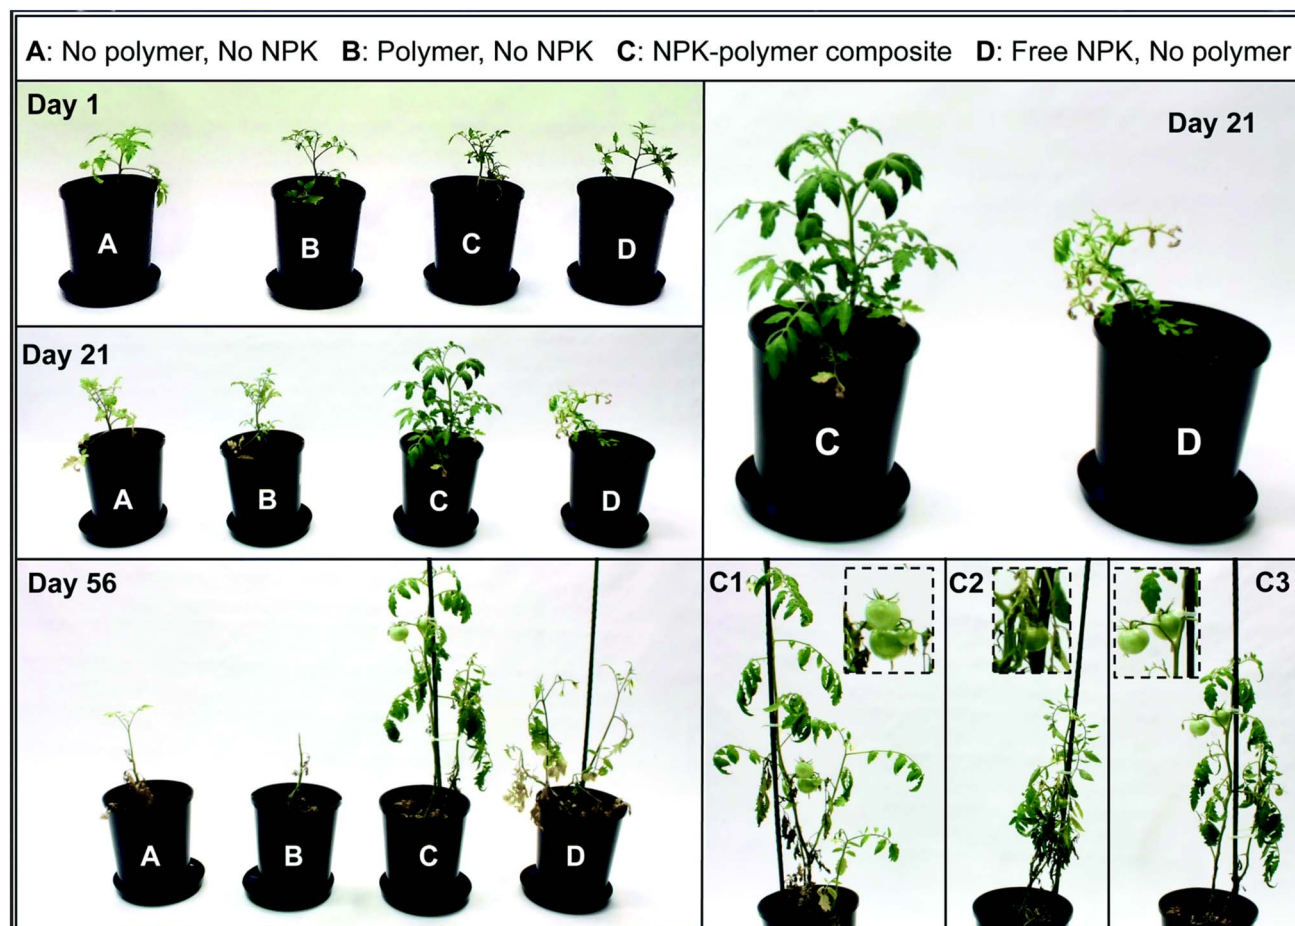 A: No polymer, No NPK B: Polymer, No NPK C: NPK-polymer composite D: Free NPK, No polymer
Day 1
A B C D
Day 21
A B C D
Day 21
C D
Day 56
A B C D
C1
C2
C3